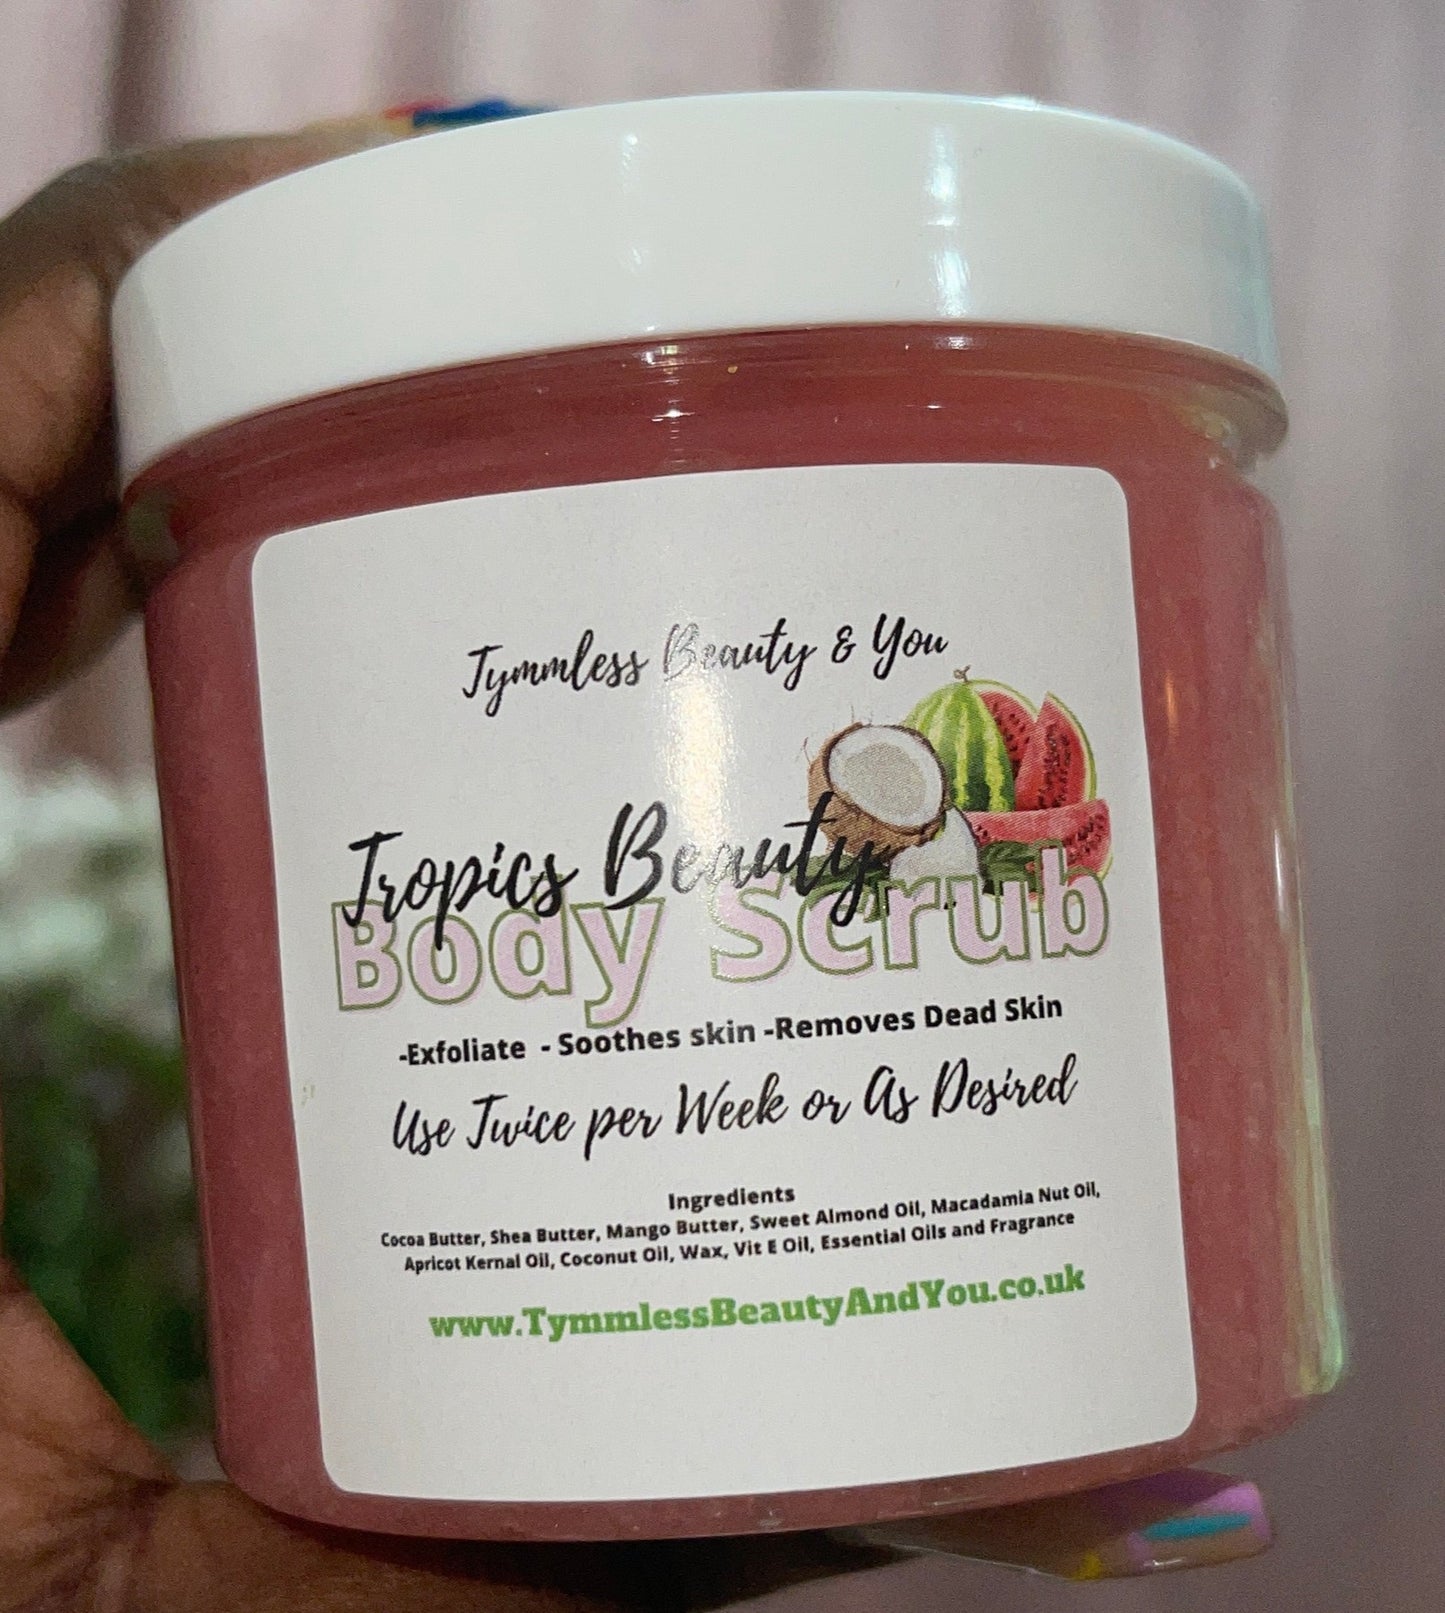 Tymmless Beauty & You
Tropics Beauty
Body Scrub
-Exfoliate - Soothes skin -Removes Dead Skin
Use Twice per Week or As Desired
Ingredients
Cocoa Butter, Shea Butter, Mango Butter, Sweet Almond Oil, Macadamia Nut Oil,
Apricot Kernal Oil, Coconut Oil, Wax, Vit E Oil, Essential Oils and Fragrance
www.TymmlessBeautyAndYou.co.uk